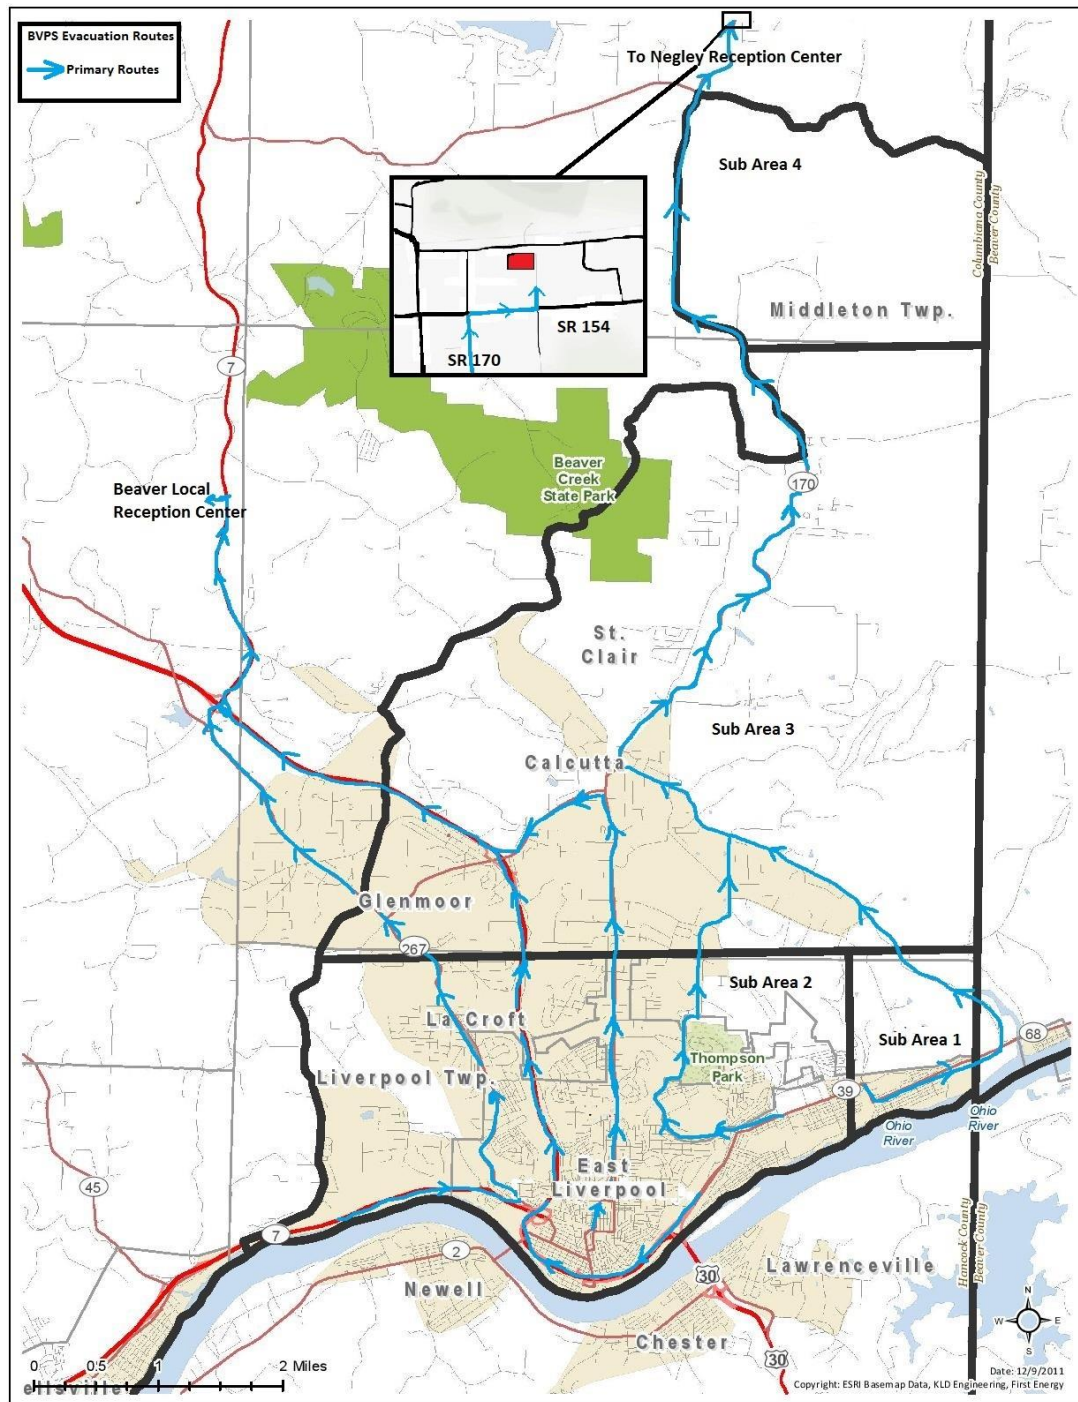 BVPS Evacuation Routes
Primary Routes
To Negley Reception Center
Sub Area 4
Columbiana County
Beaver County
SR 154
SR 170
Middleton Twp.
7
Beaver
Creek
State Park
170
Beaver Local
Reception Center
St.
Clair
Sub Area 3
Calcutta
Glenmoor
267
Sub Area 2
La Croft
Sub Area 1
68
Thompson
Park
Liverpool Twp.
39
Ohio
River
Ohio
River
East
Liverpool
45
7
2
Hancock County
Beaver County
Newell
30
Lawrenceville
Chester
30
N
W
E
S
0
0.5
1
2 Miles
ellsville
Date: 12/9/2011
Copyright: ESRI Basemap Data, KLD Engineering, First Energy